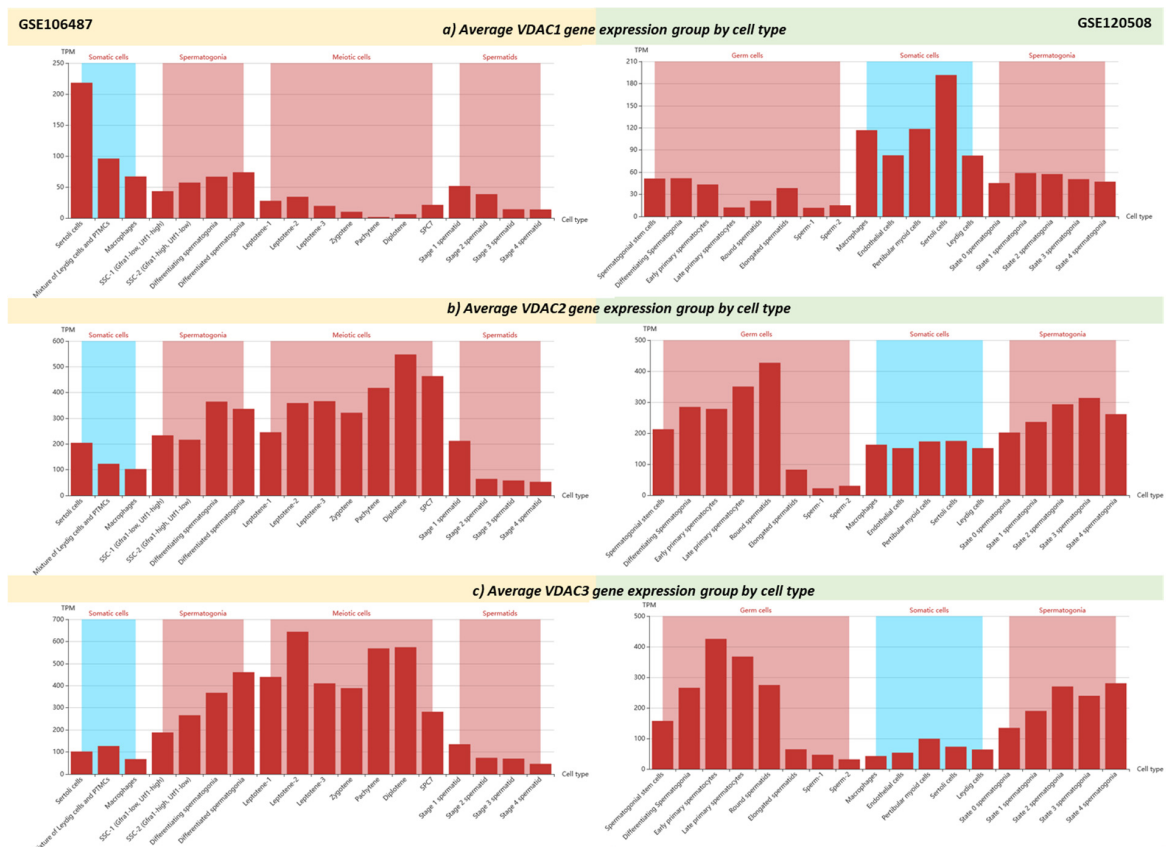 GSE106487
GSE120508
a) Average VDAC1 gene expression group by cell type
TPM
Somatic cells Spermatogonia Meiotic cells Spermatids
250
200
150
100
50
0
Cell type
Sertoli cells
Mixture of Leydig cells and PTMCs
Macrophages
SSC-1 (Gfra1-low, Utf1-high)
SSC-2 (Gfra1-high, Utf1-low)
Differentiating spermatogonia
Differentiated spermatogonia
Leptotene-1
Leptotene-2
Leptotene-3
Zygotene
Pachytene
Diplotene
SPC7
Stage 1 spermatid
Stage 2 spermatid
Stage 3 spermatid
Stage 4 spermatid
TPM
Germ cells Somatic cells Spermatogonia
210
180
150
120
90
60
30
0
Cell type
Spermatogonial stem cells
Differentiating Spermatogonia
Early primary spermatocytes
Late primary spermatocytes
Round spermatids
Elongated spermatids
Sperm-1
Sperm-2
Macrophages
Endothelial cells
Pertibular myoid cells
Sertoli cells
Leydig cells
State 0 spermatogonia
State 1 spermatogonia
State 2 spermatogonia
State 3 spermatogonia
State 4 spermatogonia
b) Average VDAC2 gene expression group by cell type
TPM
Somatic cells Spermatogonia Meiotic cells Spermatids
600
500
400
300
200
100
0
Cell type
Sertoli cells
Mixture of Leydig cells and PTMCs
Macrophages
SSC-1 (Gfra1-low, Utf1-high)
SSC-2 (Gfra1-high, Utf1-low)
Differentiating spermatogonia
Differentiated spermatogonia
Leptotene-1
Leptotene-2
Leptotene-3
Zygotene
Pachytene
Diplotene
SPC7
Stage 1 spermatid
Stage 2 spermatid
Stage 3 spermatid
Stage 4 spermatid
TPM
Germ cells Somatic cells Spermatogonia
500
400
300
200
100
0
Cell type
Spermatogonial stem cells
Differentiating Spermatogonia
Early primary spermatocytes
Late primary spermatocytes
Round spermatids
Elongated spermatids
Sperm-1
Sperm-2
Macrophages
Endothelial cells
Pertibular myoid cells
Sertoli cells
Leydig cells
State 0 spermatogonia
State 1 spermatogonia
State 2 spermatogonia
State 3 spermatogonia
State 4 spermatogonia
c) Average VDAC3 gene expression group by cell type
TPM
Somatic cells Spermatogonia Meiotic cells Spermatids
700
600
500
400
300
200
100
0
Cell type
Sertoli cells
Mixture of Leydig cells and PTMCs
Macrophages
SSC-1 (Gfra1-low, Utf1-high)
SSC-2 (Gfra1-high, Utf1-low)
Differentiating spermatogonia
Differentiated spermatogonia
Leptotene-1
Leptotene-2
Leptotene-3
Zygotene
Pachytene
Diplotene
SPC7
Stage 1 spermatid
Stage 2 spermatid
Stage 3 spermatid
Stage 4 spermatid
TPM
Germ cells Somatic cells Spermatogonia
500
400
300
200
100
0
Cell type
Spermatogonial stem cells
Differentiating Spermatogonia
Early primary spermatocytes
Late primary spermatocytes
Round spermatids
Elongated spermatids
Sperm-1
Sperm-2
Macrophages
Endothelial cells
Pertibular myoid cells
Sertoli cells
Leydig cells
State 0 spermatogonia
State 1 spermatogonia
State 2 spermatogonia
State 3 spermatogonia
State 4 spermatogonia